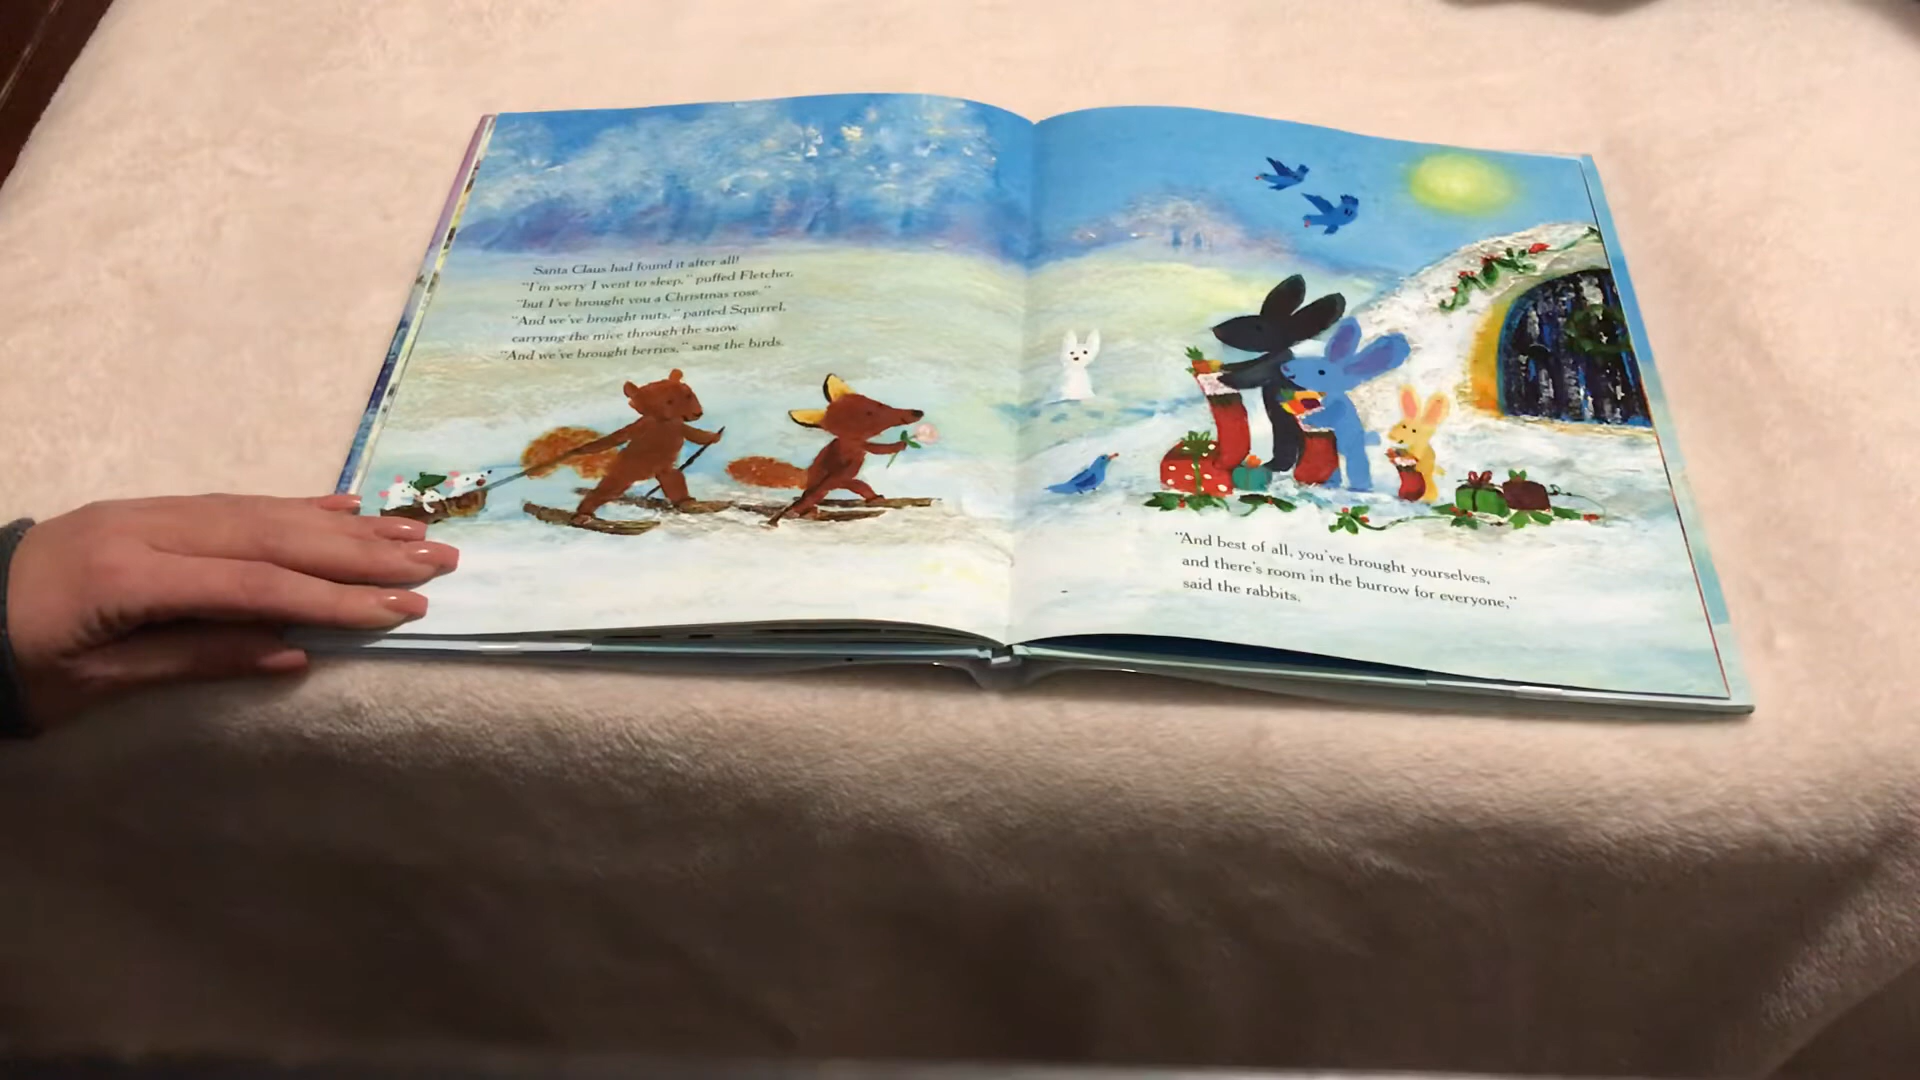 Santa Claus had found it after all!
"I'm sorry I went to sleep," puffed Fletcher,
"but I've brought you a Christmas rose."
"And we've brought nuts," panted Squirrel,
carrying the mice through the snow.
"And we've brought berries," sang the birds.
"And best of all, you've brought yourselves,
and there's room in the burrow for everyone,"
said the rabbits.